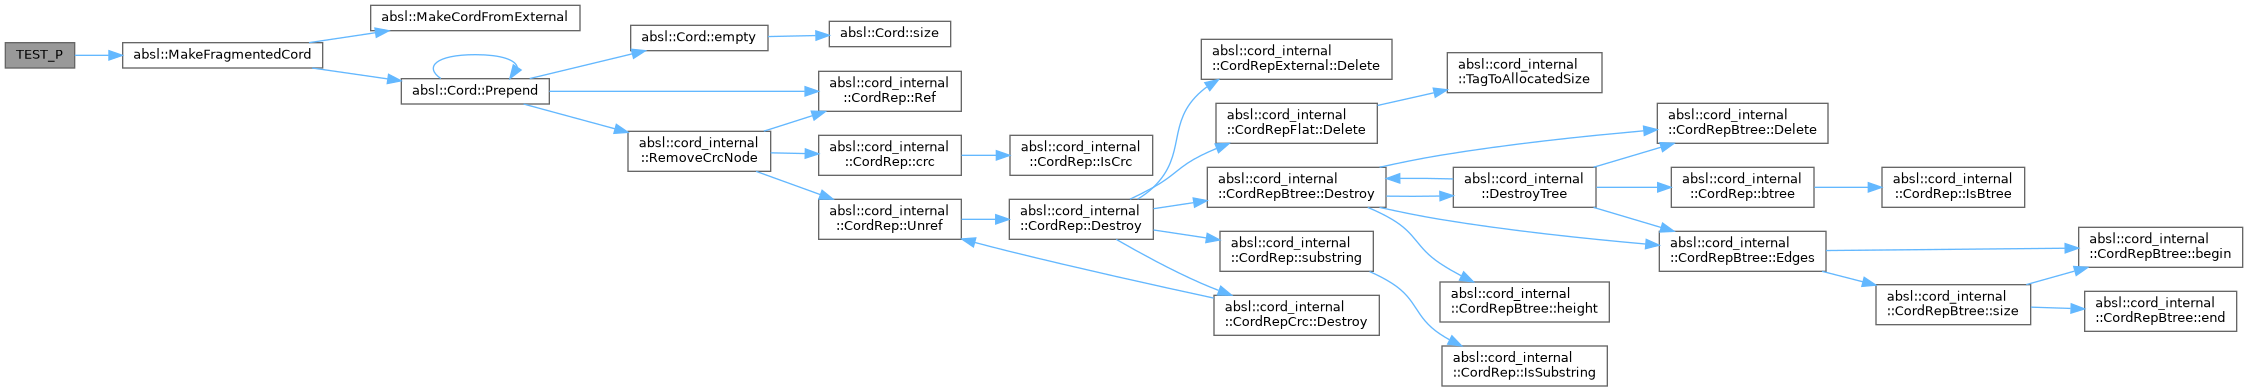 TEST_P
absl::MakeFragmentedCord
absl::MakeCordFromExternal
absl::Cord::Prepend
absl::Cord::empty
absl::Cord::size
absl::cord_internal
::CordRep::Ref
absl::cord_internal
::RemoveCrcNode
absl::cord_internal
::CordRep::crc
absl::cord_internal
::CordRep::IsCrc
absl::cord_internal
::CordRep::Unref
absl::cord_internal
::CordRep::Destroy
absl::cord_internal
::CordRepExternal::Delete
absl::cord_internal
::CordRepFlat::Delete
absl::cord_internal
::TagToAllocatedSize
absl::cord_internal
::CordRepBtree::Destroy
absl::cord_internal
::DestroyTree
absl::cord_internal
::CordRepBtree::Delete
absl::cord_internal
::CordRep::btree
absl::cord_internal
::CordRep::IsBtree
absl::cord_internal
::CordRepBtree::Edges
absl::cord_internal
::CordRepBtree::begin
absl::cord_internal
::CordRepBtree::size
absl::cord_internal
::CordRepBtree::end
absl::cord_internal
::CordRep::substring
absl::cord_internal
::CordRepBtree::height
absl::cord_internal
::CordRepCrc::Destroy
absl::cord_internal
::CordRep::IsSubstring